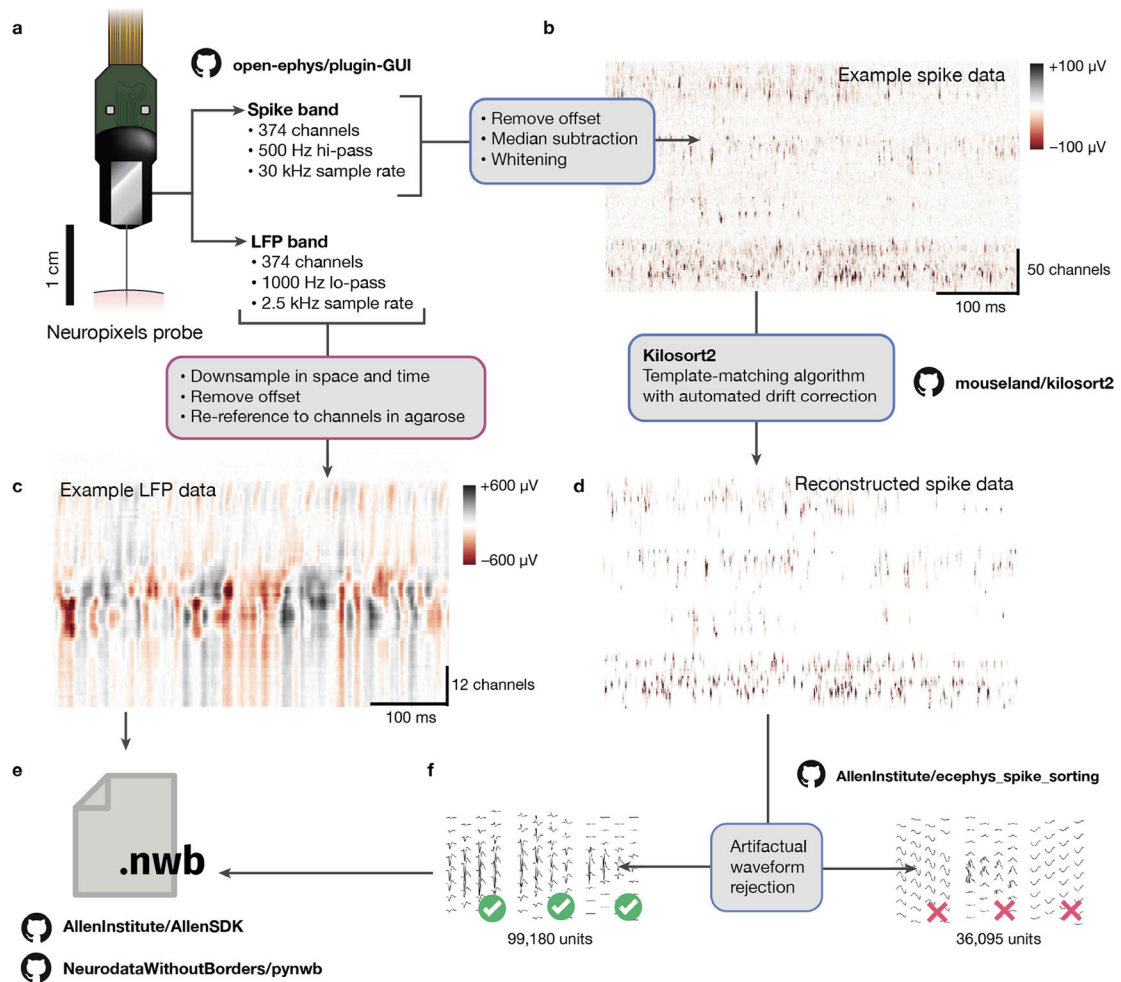 a
open-ephys/plugin-GUI
Spike band
• 374 channels
• 500 Hz hi-pass
• 30 kHz sample rate
LFP band
• 374 channels
• 1000 Hz lo-pass
• 2.5 kHz sample rate
1 cm
Neuropixels probe
• Remove offset
• Median subtraction
• Whitening
b
Example spike data
+100 µV
−100 µV
50 channels
100 ms
• Downsample in space and time
• Remove offset
• Re-reference to channels in agarose
Kilosort2
Template-matching algorithm
with automated drift correction
mouseland/kilosort2
c
Example LFP data
+600 µV
−600 µV
12 channels
100 ms
d
Reconstructed spike data
e
.nwb
AllenInstitute/AllenSDK
NeurodataWithoutBorders/pynwb
f
AllenInstitute/ecephys_spike_sorting
Artifactual
waveform
rejection
99,180 units
36,095 units